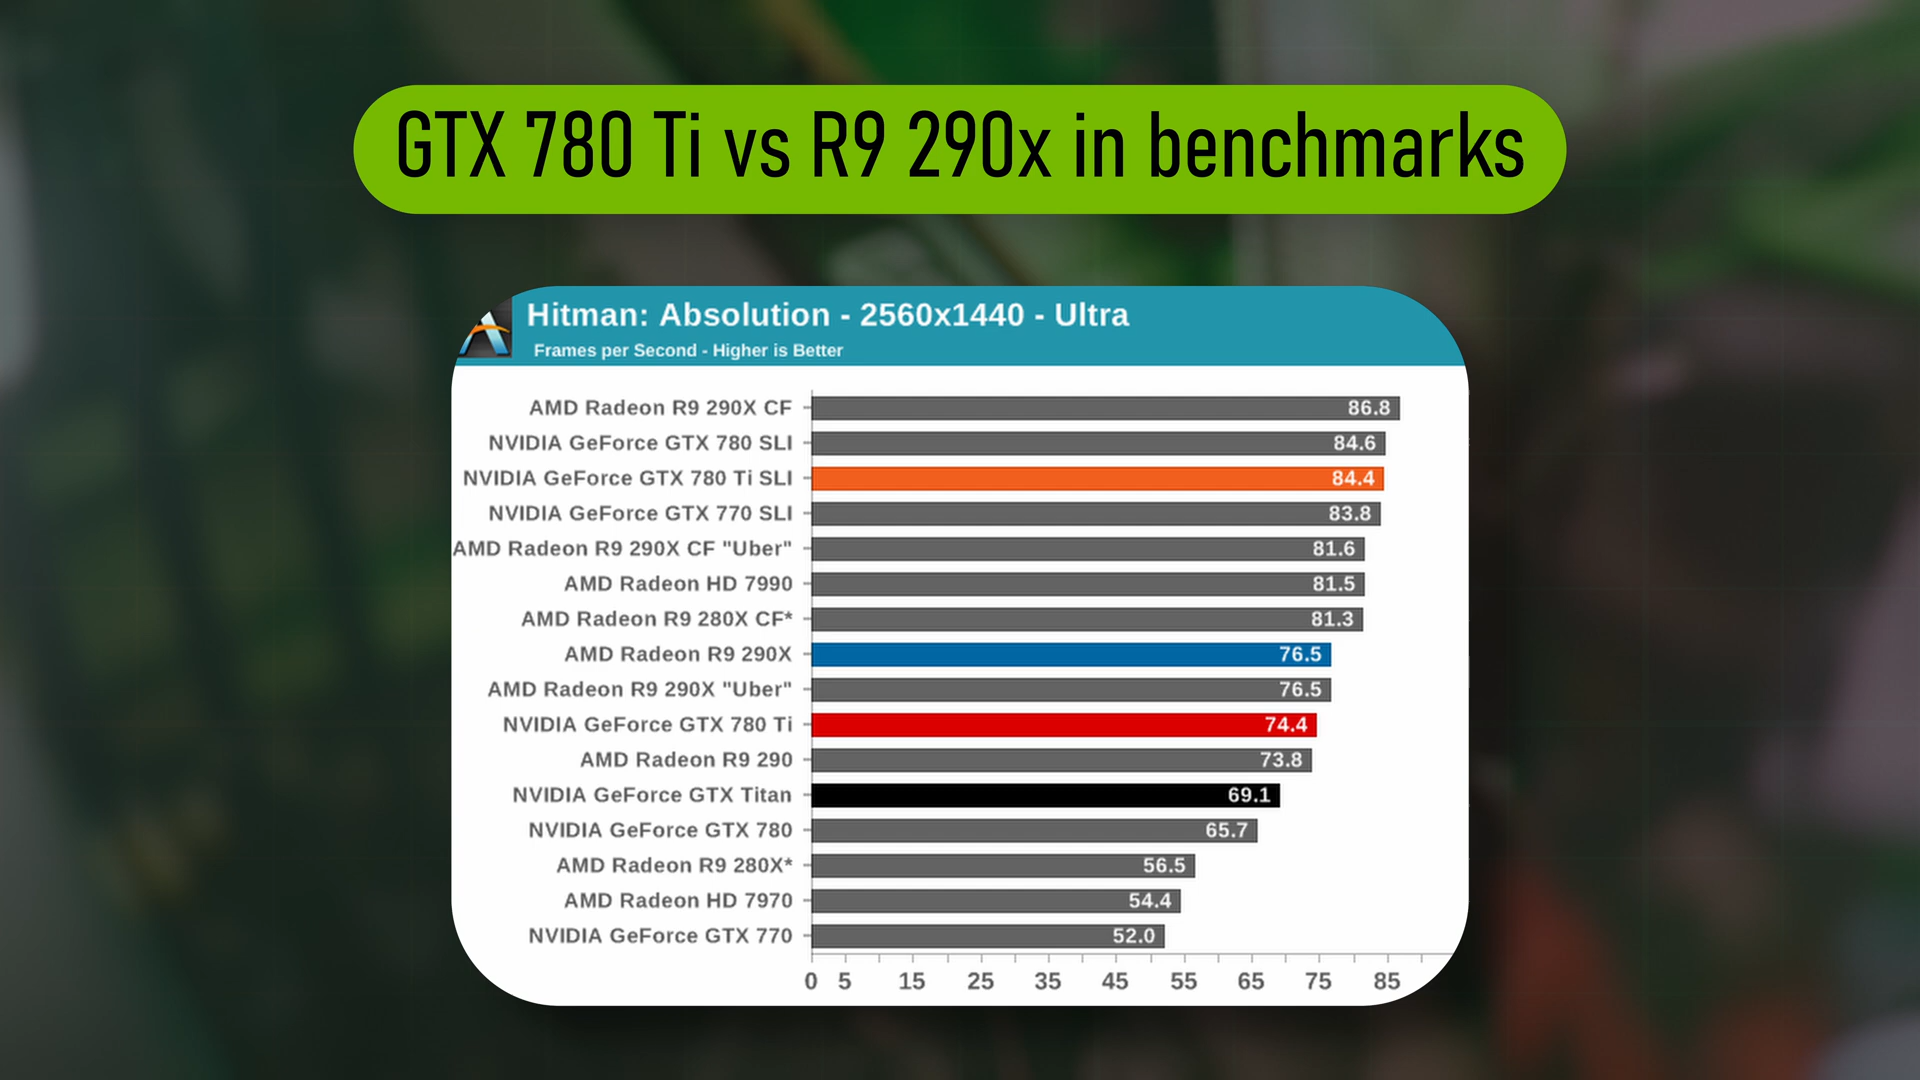 GTX 780 Ti vs R9 290x in benchmarks
Hitman: Absolution - 2560x1440 - Ultra
Frames per Second - Higher is Better
AMD Radeon R9 290X CF 86.8
NVIDIA GeForce GTX 780 SLI 84.6
NVIDIA GeForce GTX 780 Ti SLI 84.4
NVIDIA GeForce GTX 770 SLI 83.8
AMD Radeon R9 290X CF "Uber" 81.6
AMD Radeon HD 7990 81.5
AMD Radeon R9 280X CF* 81.3
AMD Radeon R9 290X 76.5
AMD Radeon R9 290X "Uber" 76.5
NVIDIA GeForce GTX 780 Ti 74.4
AMD Radeon R9 290 73.8
NVIDIA GeForce GTX Titan 69.1
NVIDIA GeForce GTX 780 65.7
AMD Radeon R9 280X* 56.5
AMD Radeon HD 7970 54.4
NVIDIA GeForce GTX 770 52.0
0 5 15 25 35 45 55 65 75 85